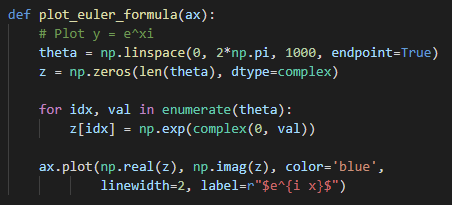 def plot_euler_formula(ax):
    # Plot y = e^xi
    theta = np.linspace(0, 2*np.pi, 1000, endpoint=True)
    z = np.zeros(len(theta), dtype=complex)

    for idx, val in enumerate(theta):
        z[idx] = np.exp(complex(0, val))

    ax.plot(np.real(z), np.imag(z), color='blue',
            linewidth=2, label=r"$e^{i x}$")